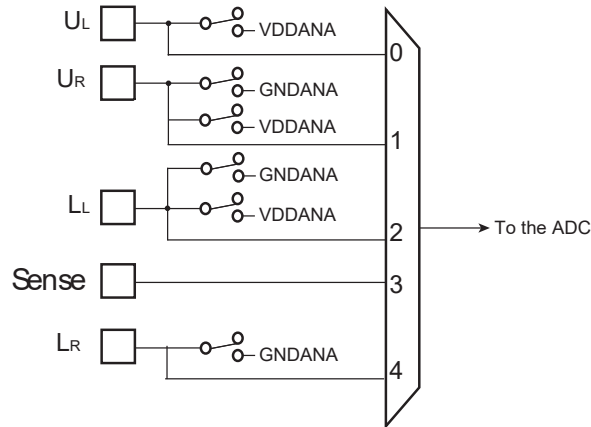 UL
VDDANA
0
UR
GNDANA
VDDANA
1
GNDANA
LL
VDDANA
2
To the ADC
Sense
3
LR
GNDANA
4